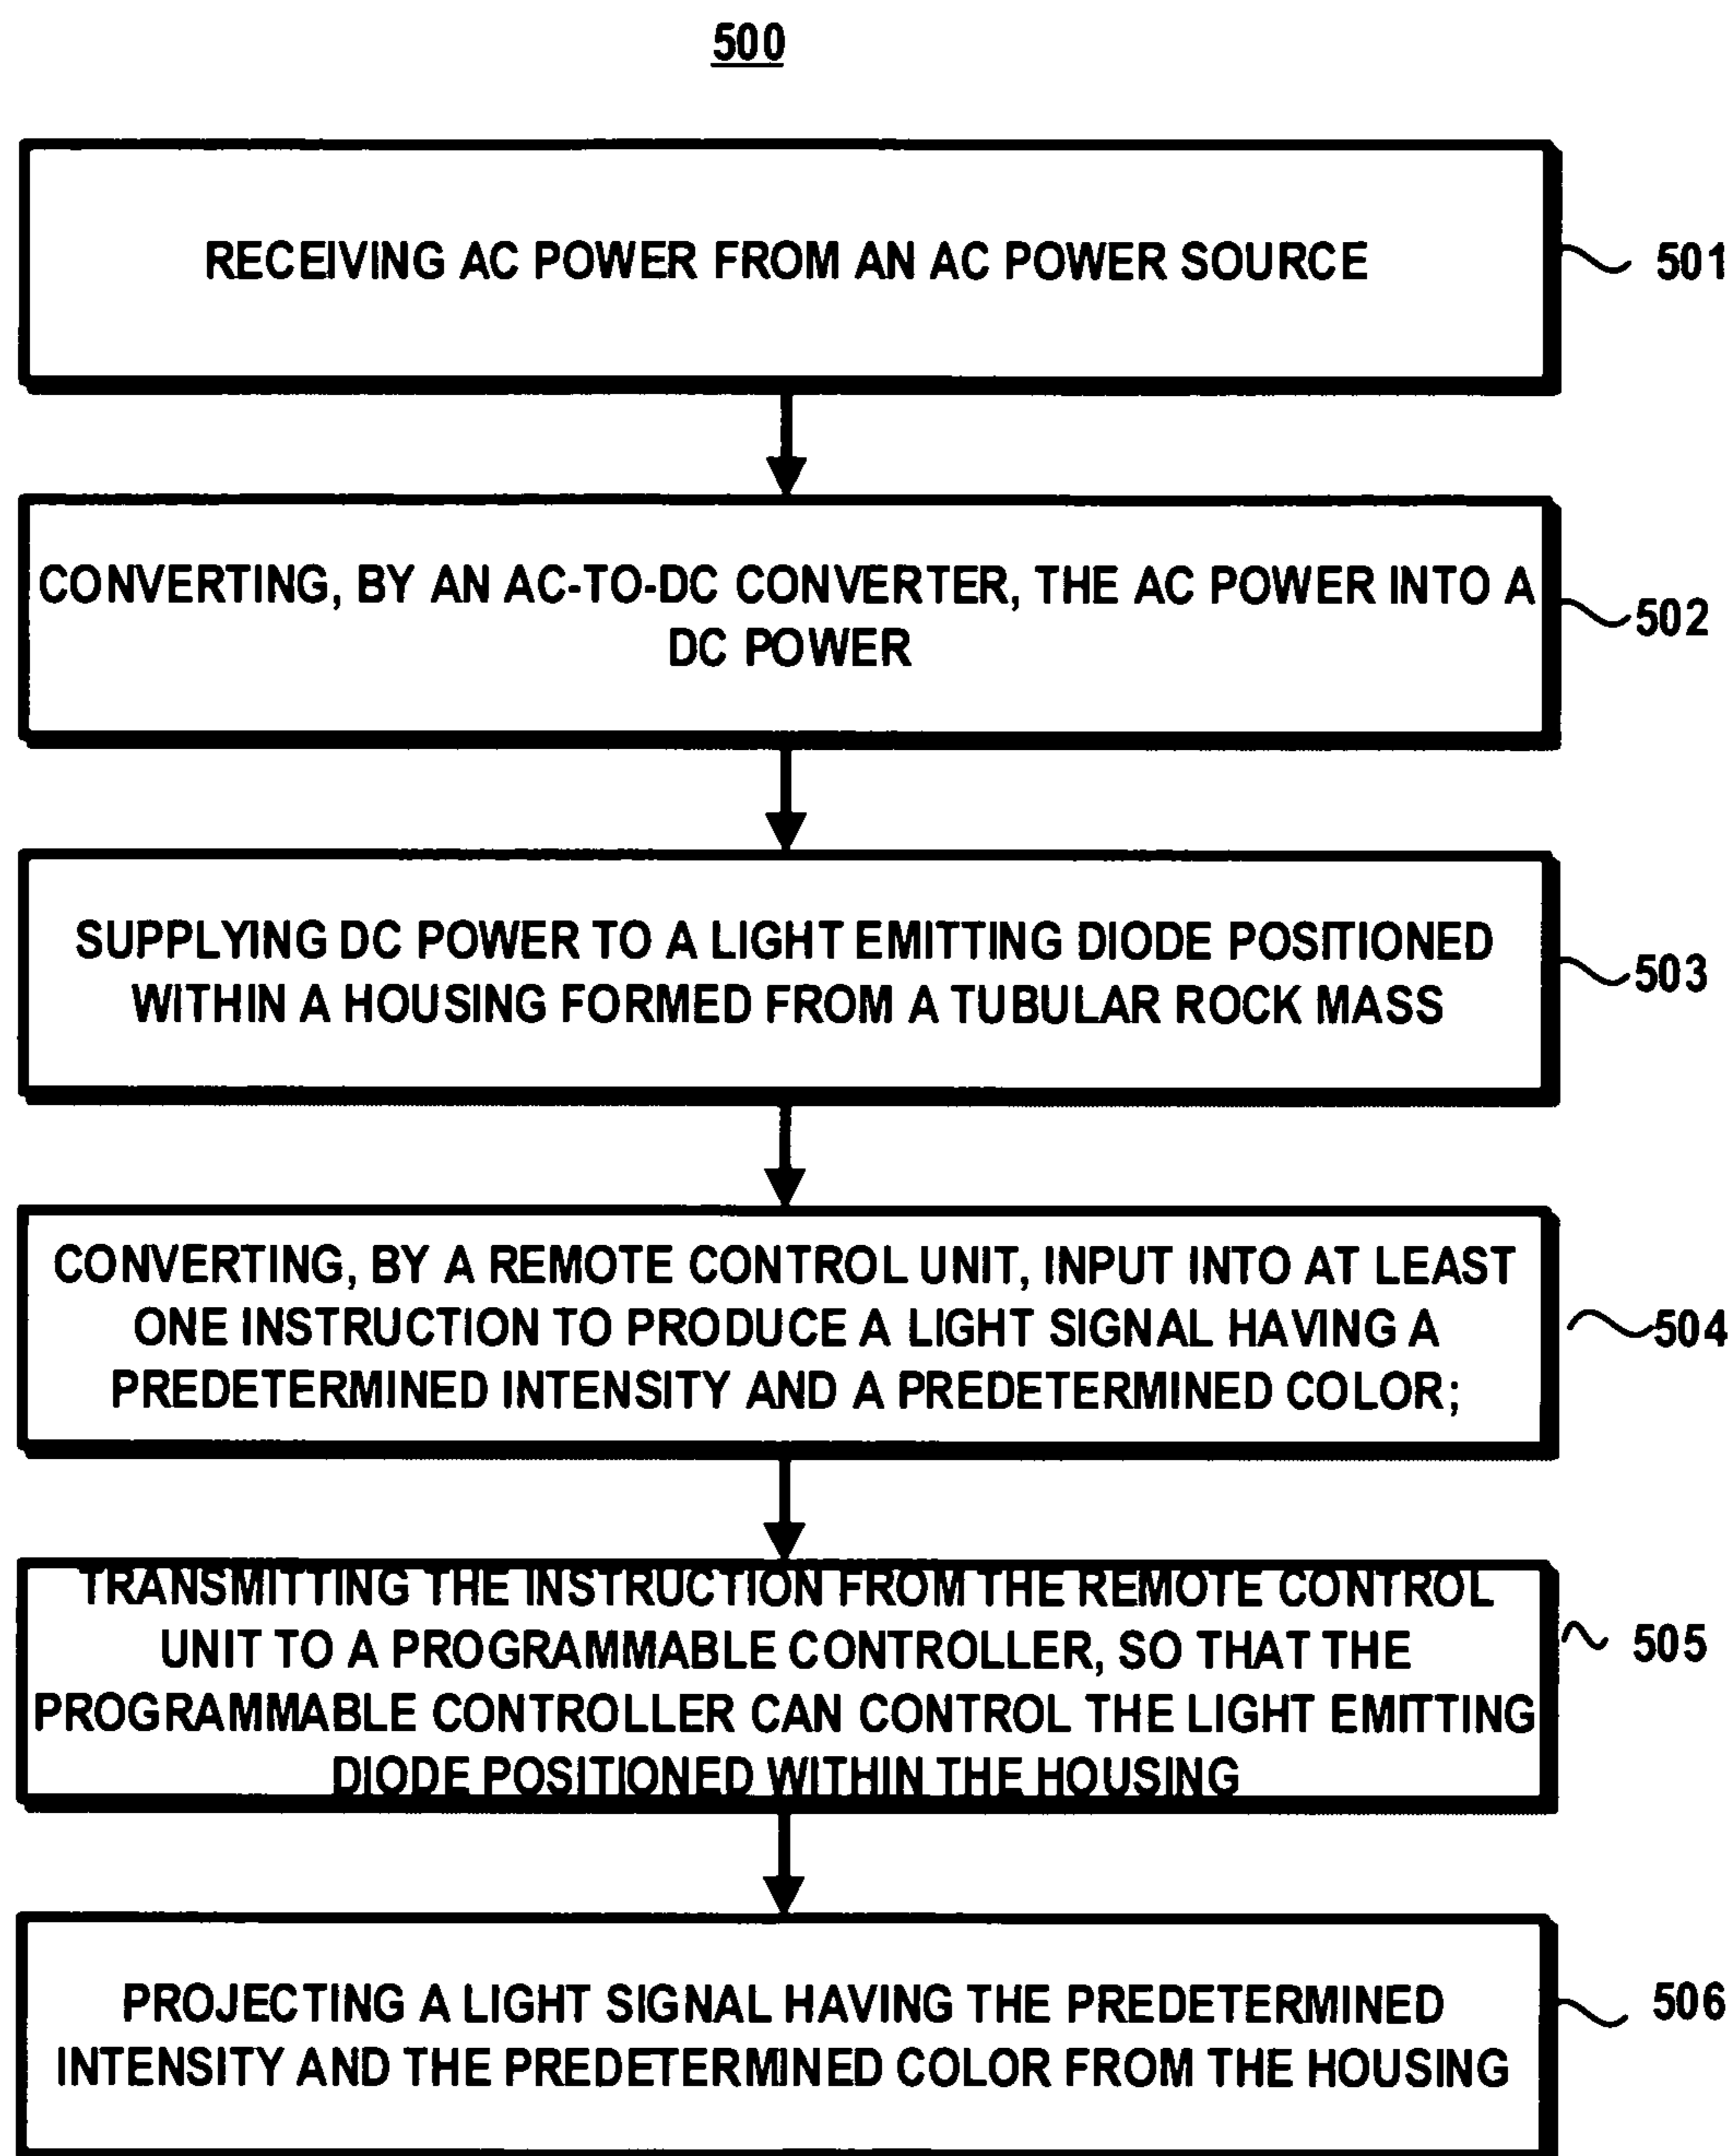 500
RECEIVING AC POWER FROM AN AC POWER SOURCE
501
CONVERTING, BY AN AC-TO-DC CONVERTER, THE AC POWER INTO A
DC POWER
502
SUPPLYING DC POWER TO A LIGHT EMITTING DIODE POSITIONED
WITHIN A HOUSING FORMED FROM A TUBULAR ROCK MASS
503
CONVERTING, BY A REMOTE CONTROL UNIT, INPUT INTO AT LEAST
ONE INSTRUCTION TO PRODUCE A LIGHT SIGNAL HAVING A
PREDETERMINED INTENSITY AND A PREDETERMINED COLOR;
504
TRANSMITTING THE INSTRUCTION FROM THE REMOTE CONTROL
UNIT TO A PROGRAMMABLE CONTROLLER, SO THAT THE
PROGRAMMABLE CONTROLLER CAN CONTROL THE LIGHT EMITTING
DIODE POSITIONED WITHIN THE HOUSING
505
PROJECTING A LIGHT SIGNAL HAVING THE PREDETERMINED
INTENSITY AND THE PREDETERMINED COLOR FROM THE HOUSING
506